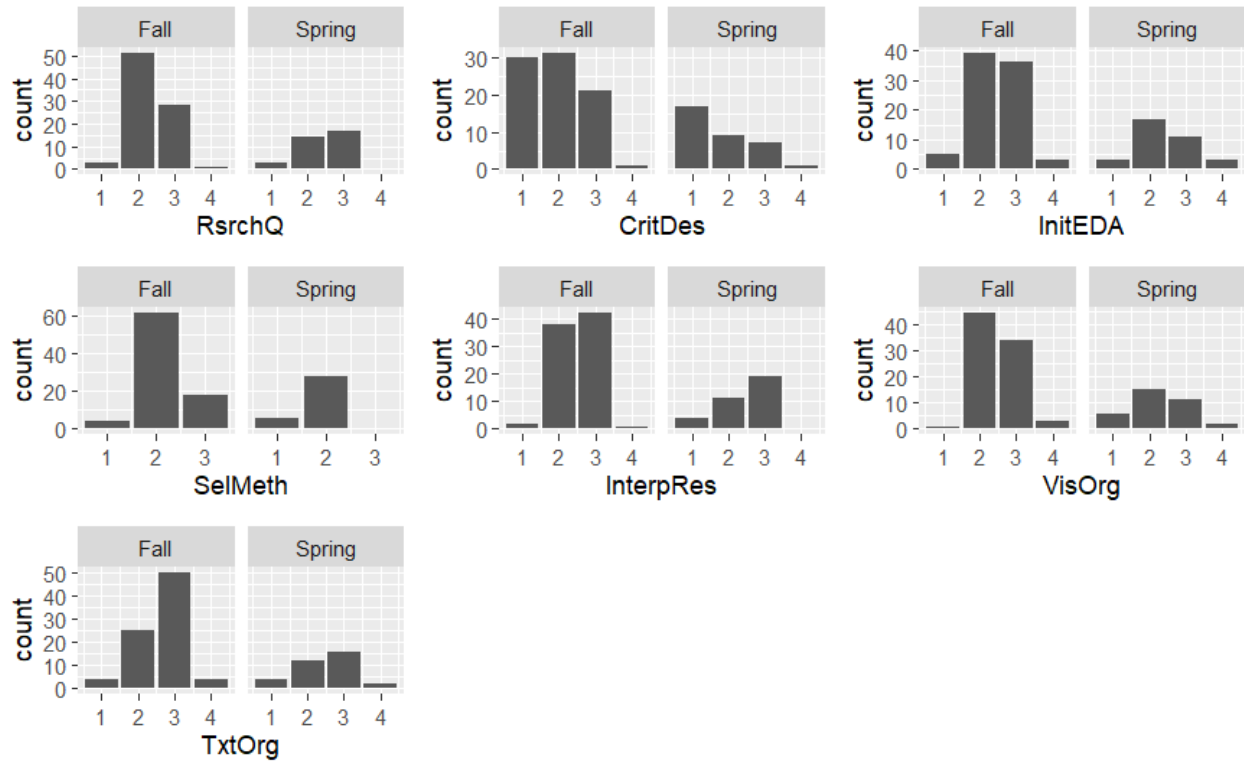 Fall Spring
50
40
30
20
10
0
count
1 2 3 4 1 2 3 4
RsrchQ
Fall Spring
30
20
10
0
count
1 2 3 4 1 2 3 4
CritDes
Fall Spring
40
30
20
10
0
count
1 2 3 4 1 2 3 4
InitEDA
Fall Spring
60
40
20
0
count
1 2 3 1 2 3
SelMeth
Fall Spring
40
30
20
10
0
count
1 2 3 4 1 2 3 4
InterpRes
Fall Spring
40
30
20
10
0
count
1 2 3 4 1 2 3 4
VisOrg
Fall Spring
50
40
30
20
10
0
count
1 2 3 4 1 2 3 4
TxtOrg